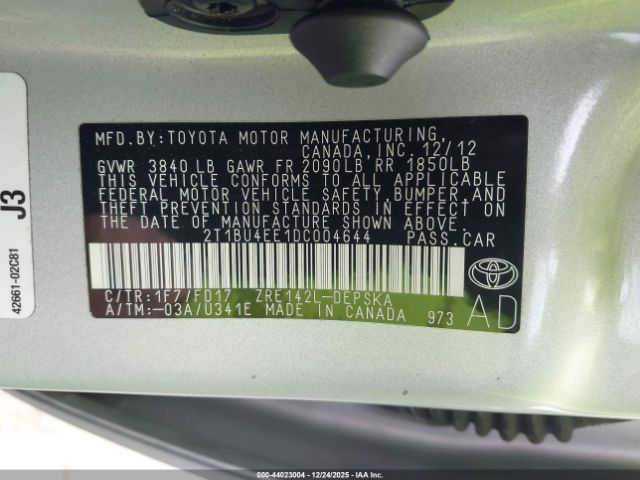 MFD. BY: TOYOTA MOTOR MANUFACTURING,
CANADA, INC. 12/12
GVWR 3840 LB GAWR FR 2090LB RR 1850LB
THIS VEHICLE CONFORMS TO ALL APPLICABLE
FEDERAL MOTOR VEHICLE SAFETY, BUMPER, AND
THEFT PREVENTION STANDARDS IN EFFECT ON
THE DATE OF MANUFACTURE SHOWN ABOVE.
2T1BU4EE1DC004644 PASS. CAR
C/TR: 1F7/FD17 ZRE142L-DEPSKA
A/TM: -03A/U341E MADE IN CANADA 973
AD
J3
42661-02C81
000-44023004 - 12/24/2025 - IAAI.COM